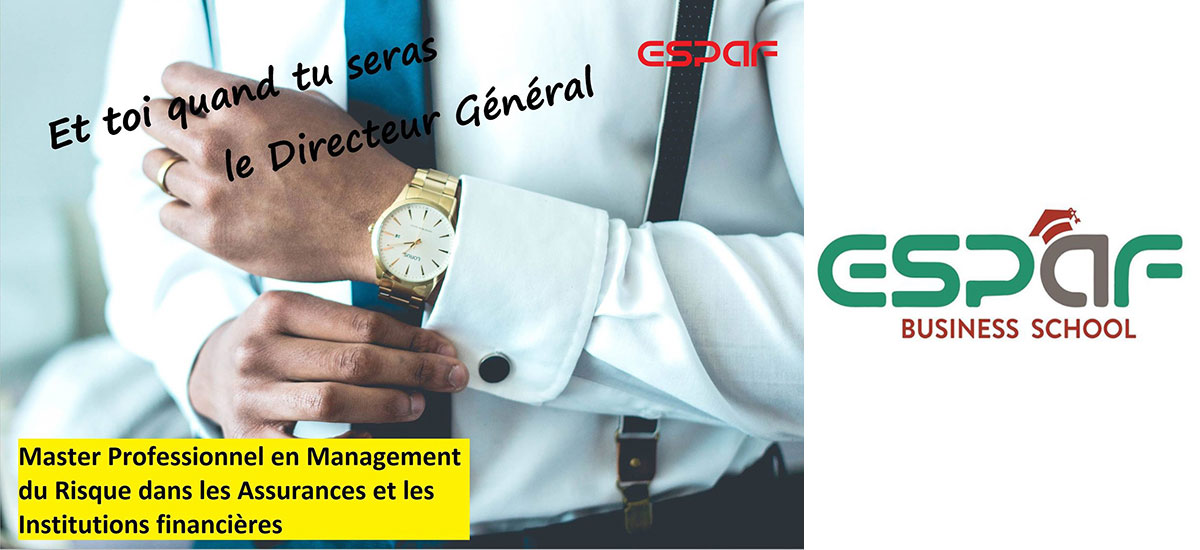 Et toi quand tu seras
le Directeur Général
ESPAF
LORUS
Master Professionnel en Management
du Risque dans les Assurances et les
Institutions financières
ESPAF
BUSINESS SCHOOL